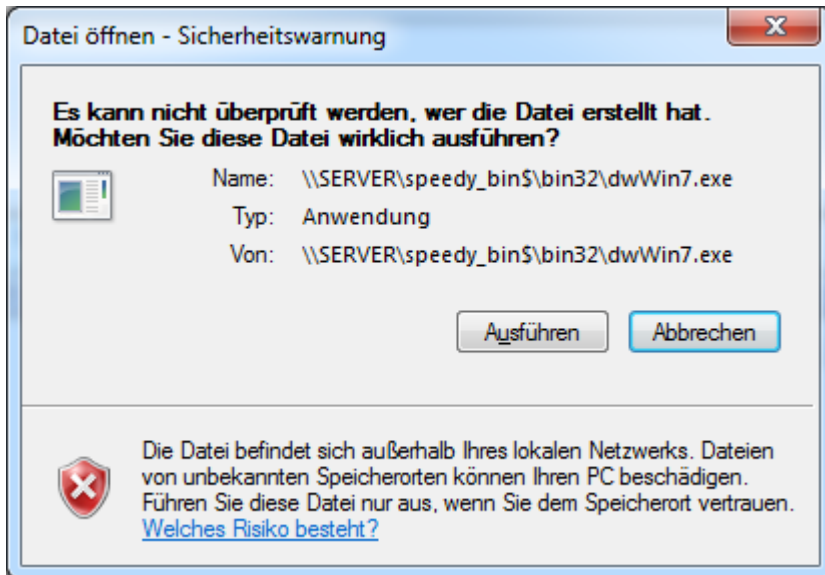 Datei öffnen - Sicherheitswarnung
Es kann nicht überprüft werden, wer die Datei erstellt hat.
Möchten Sie diese Datei wirklich ausführen?
Name: \\SERVER\speedy_bin$\bin32\dwWin7.exe
Typ: Anwendung
Von: \\SERVER\speedy_bin$\bin32\dwWin7.exe
Ausführen Abbrechen
Die Datei befindet sich außerhalb Ihres lokalen Netzwerks. Dateien
von unbekannten Speicherorten können Ihren PC beschädigen.
Führen Sie diese Datei nur aus, wenn Sie dem Speicherort vertrauen.
Welches Risiko besteht?